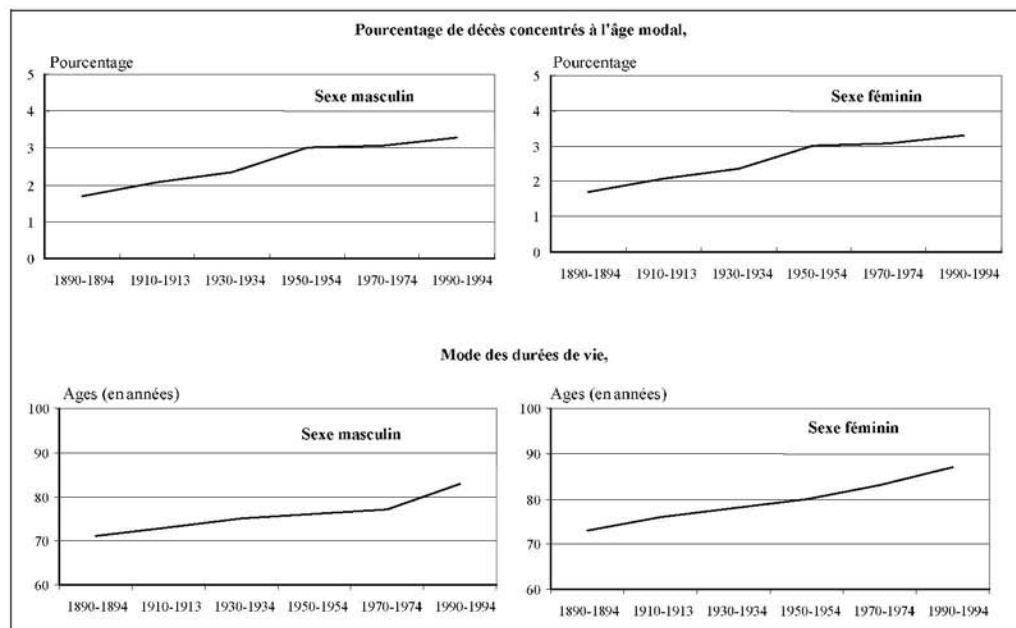 Pourcentage de décès concentrés à l'âge modal,
Pourcentage
Sexe masculin
5
4
3
2
1
0
1890-1894 1910-1913 1930-1934 1950-1954 1970-1974 1990-1994
Pourcentage
Sexe féminin
5
4
3
2
1
0
1890-1894 1910-1913 1930-1934 1950-1954 1970-1974 1990-1994
Mode des durées de vie,
Ages (en années)
Sexe masculin
100
90
80
70
60
1890-1894 1910-1913 1930-1934 1950-1954 1970-1974 1990-1994
Ages (en années)
Sexe féminin
100
90
80
70
60
1890-1894 1910-1913 1930-1934 1950-1954 1970-1974 1990-1994